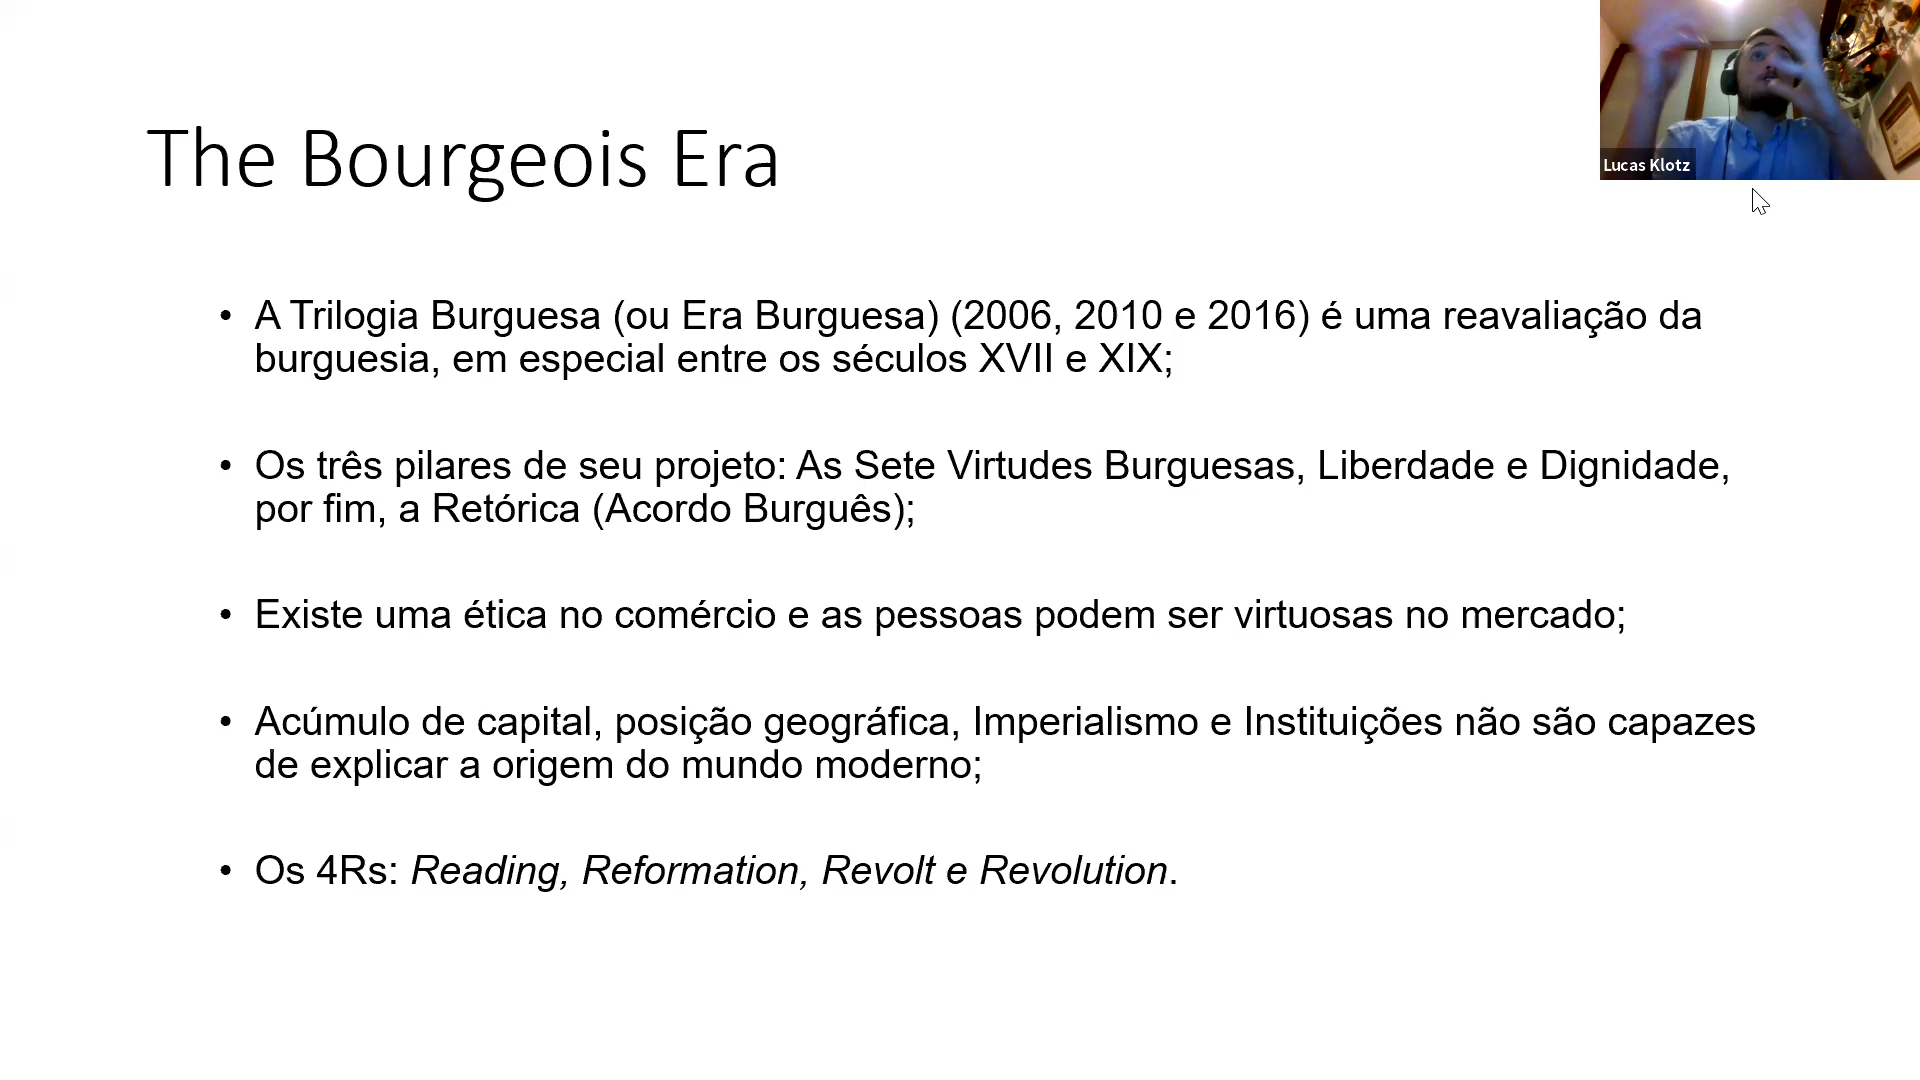 The Bourgeois Era
Lucas Klotz
• A Trilogia Burguesa (ou Era Burguesa) (2006, 2010 e 2016) é uma reavaliação da
burguesia, em especial entre os séculos XVII e XIX;
• Os três pilares de seu projeto: As Sete Virtudes Burguesas, Liberdade e Dignidade,
por fim, a Retórica (Acordo Burguês);
• Existe uma ética no comércio e as pessoas podem ser virtuosas no mercado;
• Acúmulo de capital, posição geográfica, Imperialismo e Instituições não são capazes
de explicar a origem do mundo moderno;
• Os 4Rs: Reading, Reformation, Revolt e Revolution.